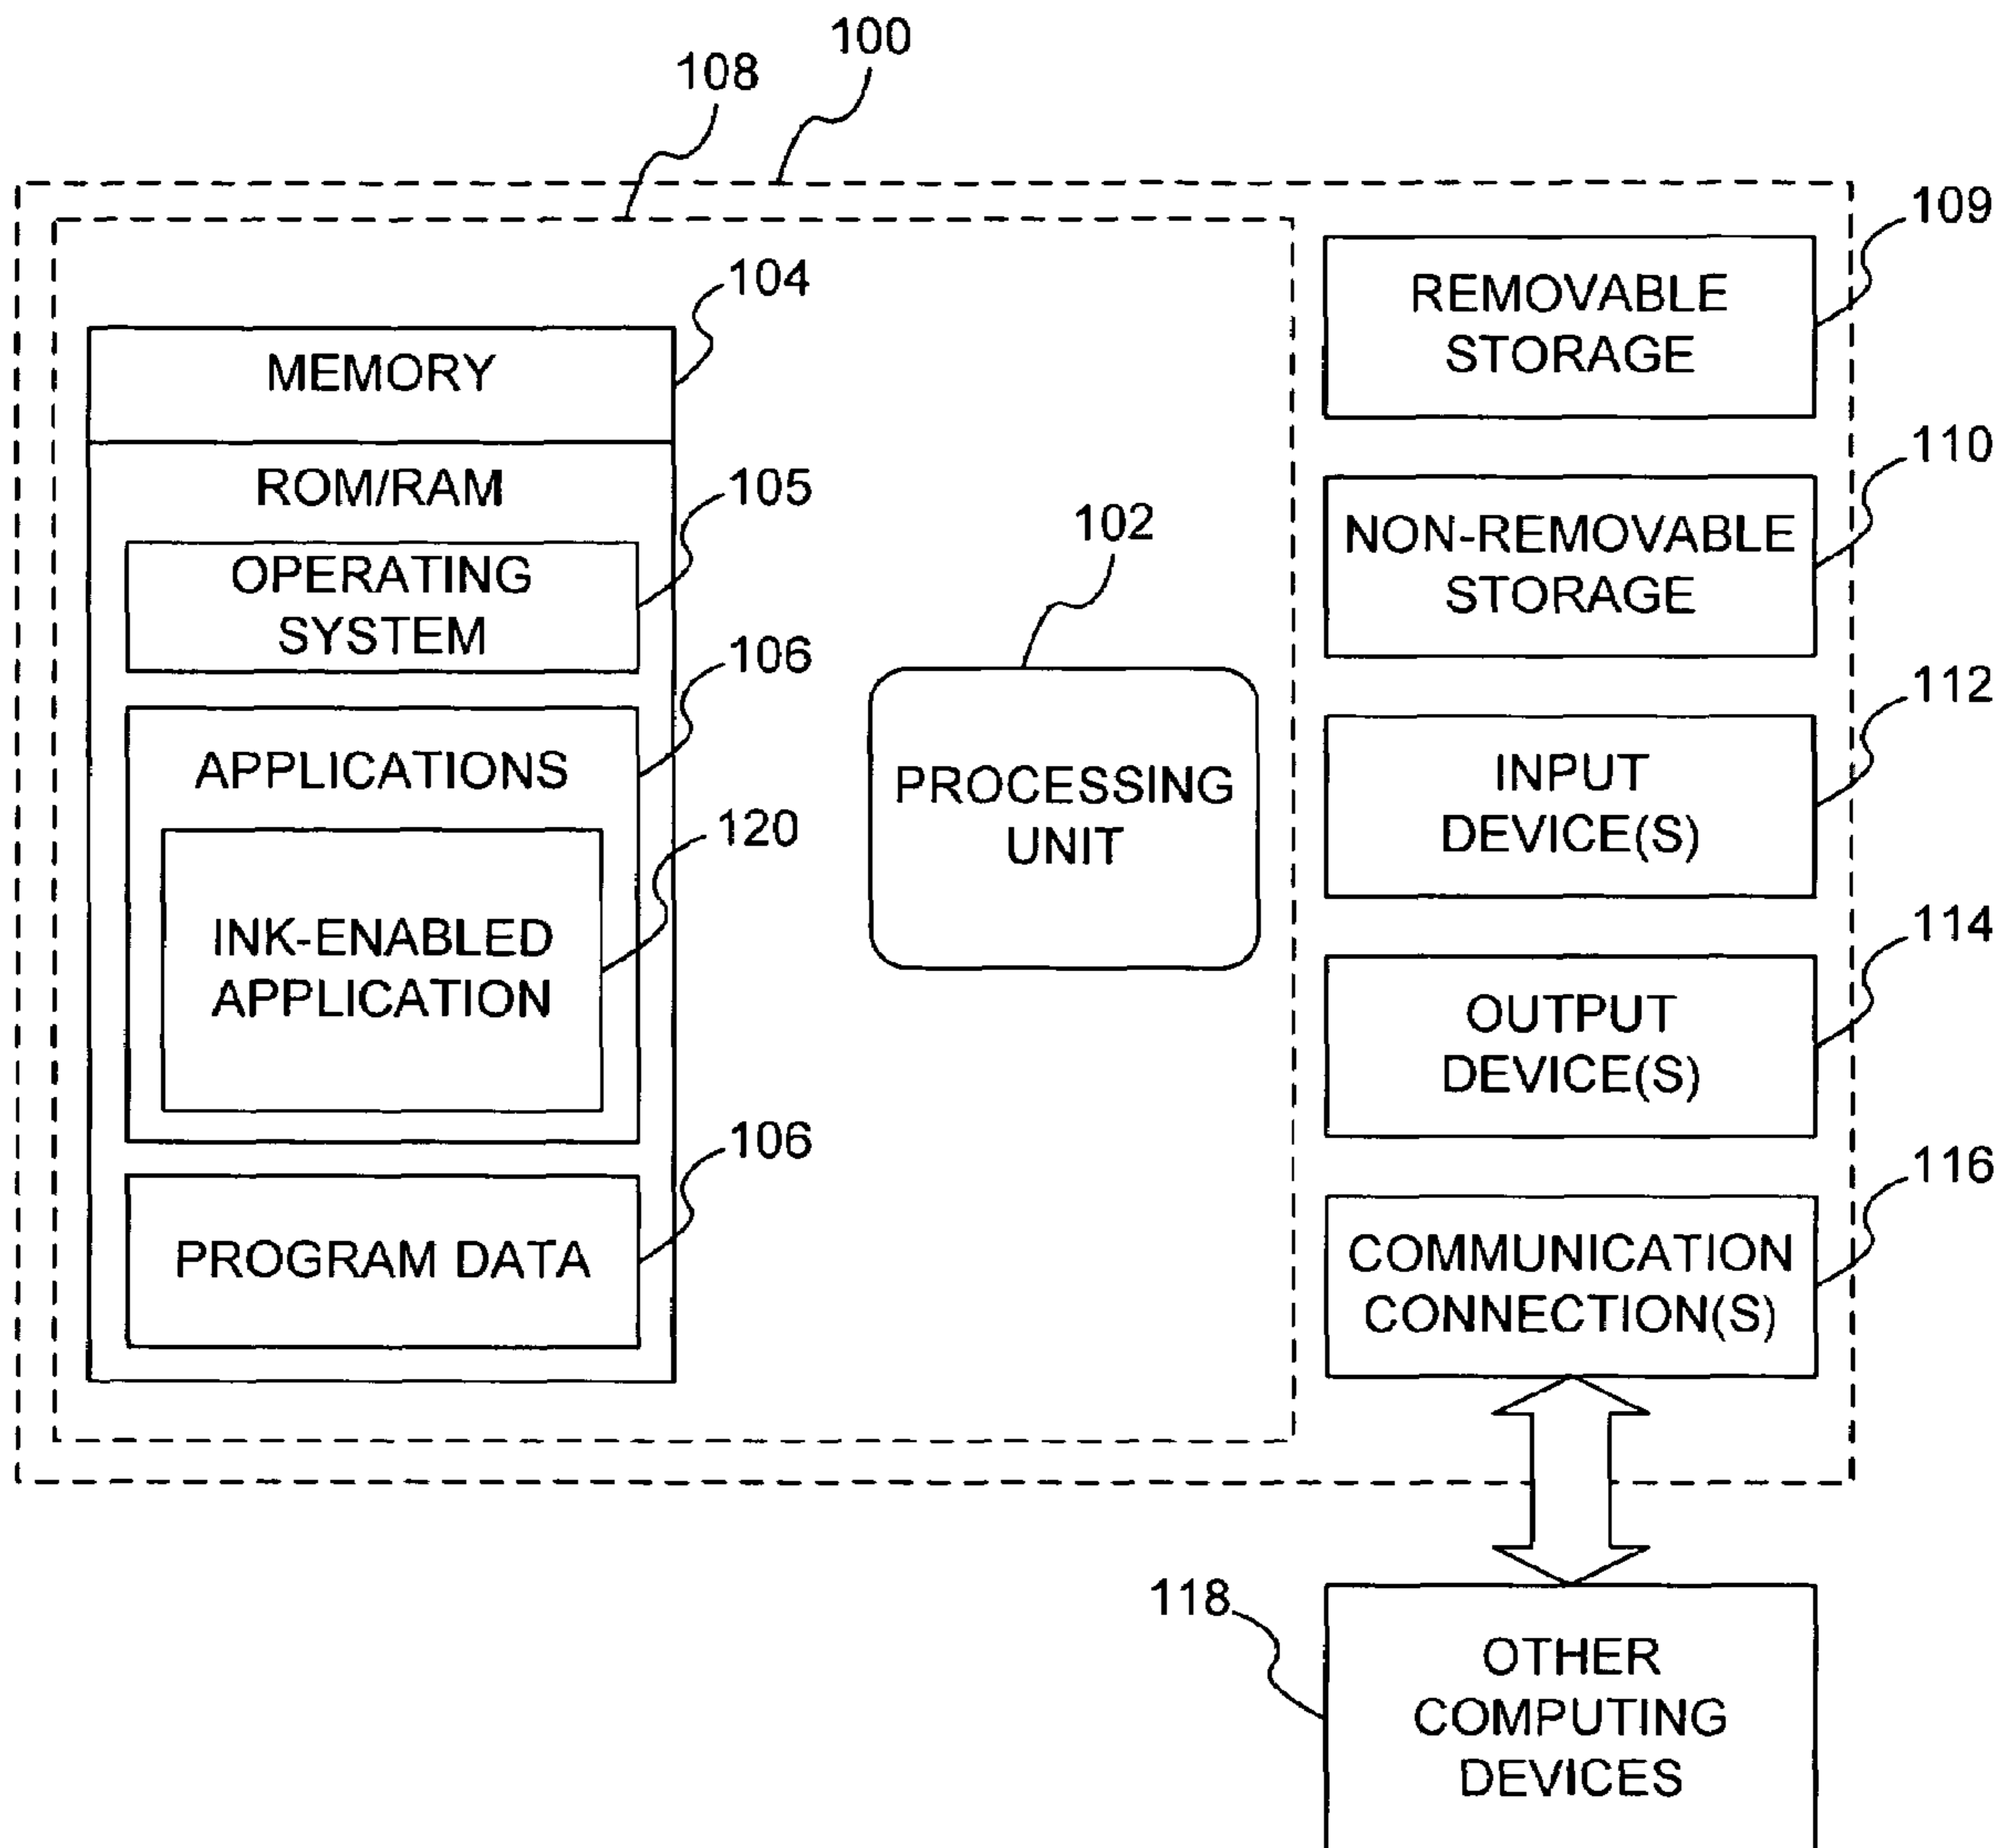 100
108
109
REMOVABLE
STORAGE
104
MEMORY
ROM/RAM
105
OPERATING
SYSTEM
106
APPLICATIONS
120
INK-ENABLED
APPLICATION
106
PROGRAM DATA
102
PROCESSING
UNIT
110
NON-REMOVABLE
STORAGE
112
INPUT
DEVICE(S)
114
OUTPUT
DEVICE(S)
116
COMMUNICATION
CONNECTION(S)
118
OTHER
COMPUTING
DEVICES